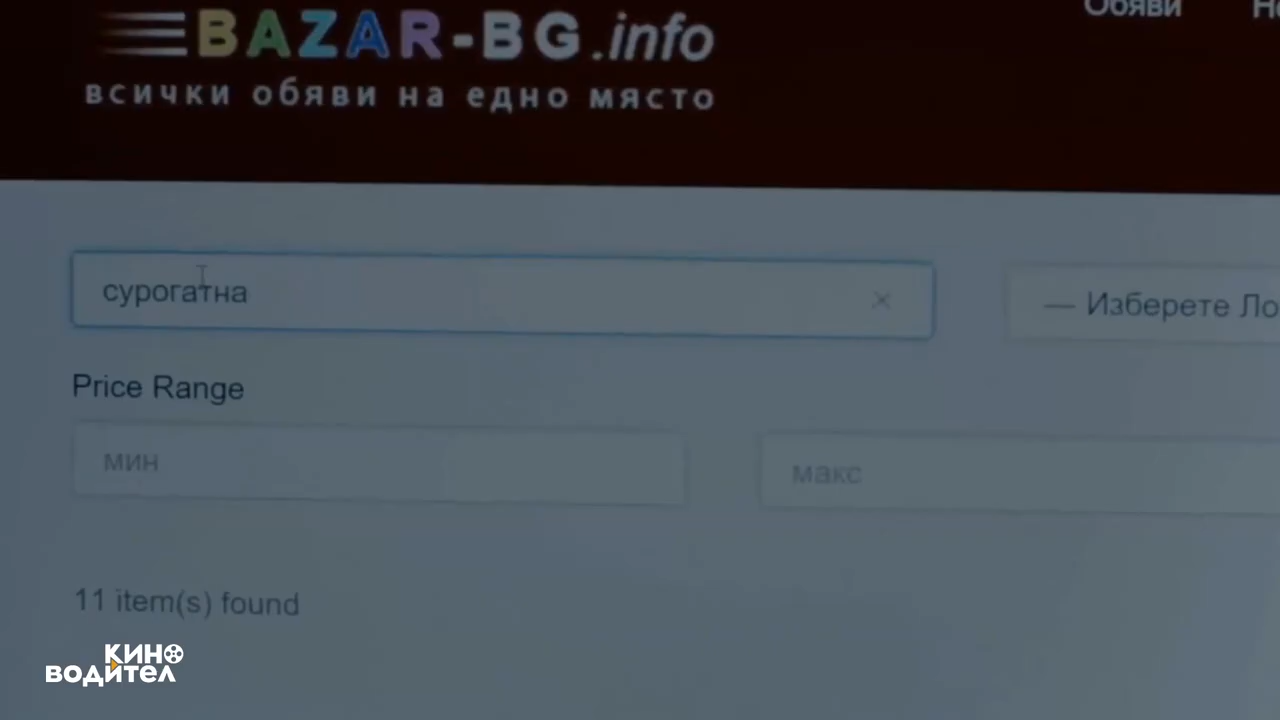 Обяви
BAZAR-BG.info
всички обяви на едно място
сурогатна
— Изберете
Price Range
мин
макс
11 item(s) found
КИНО
ВОДИТЕЛ